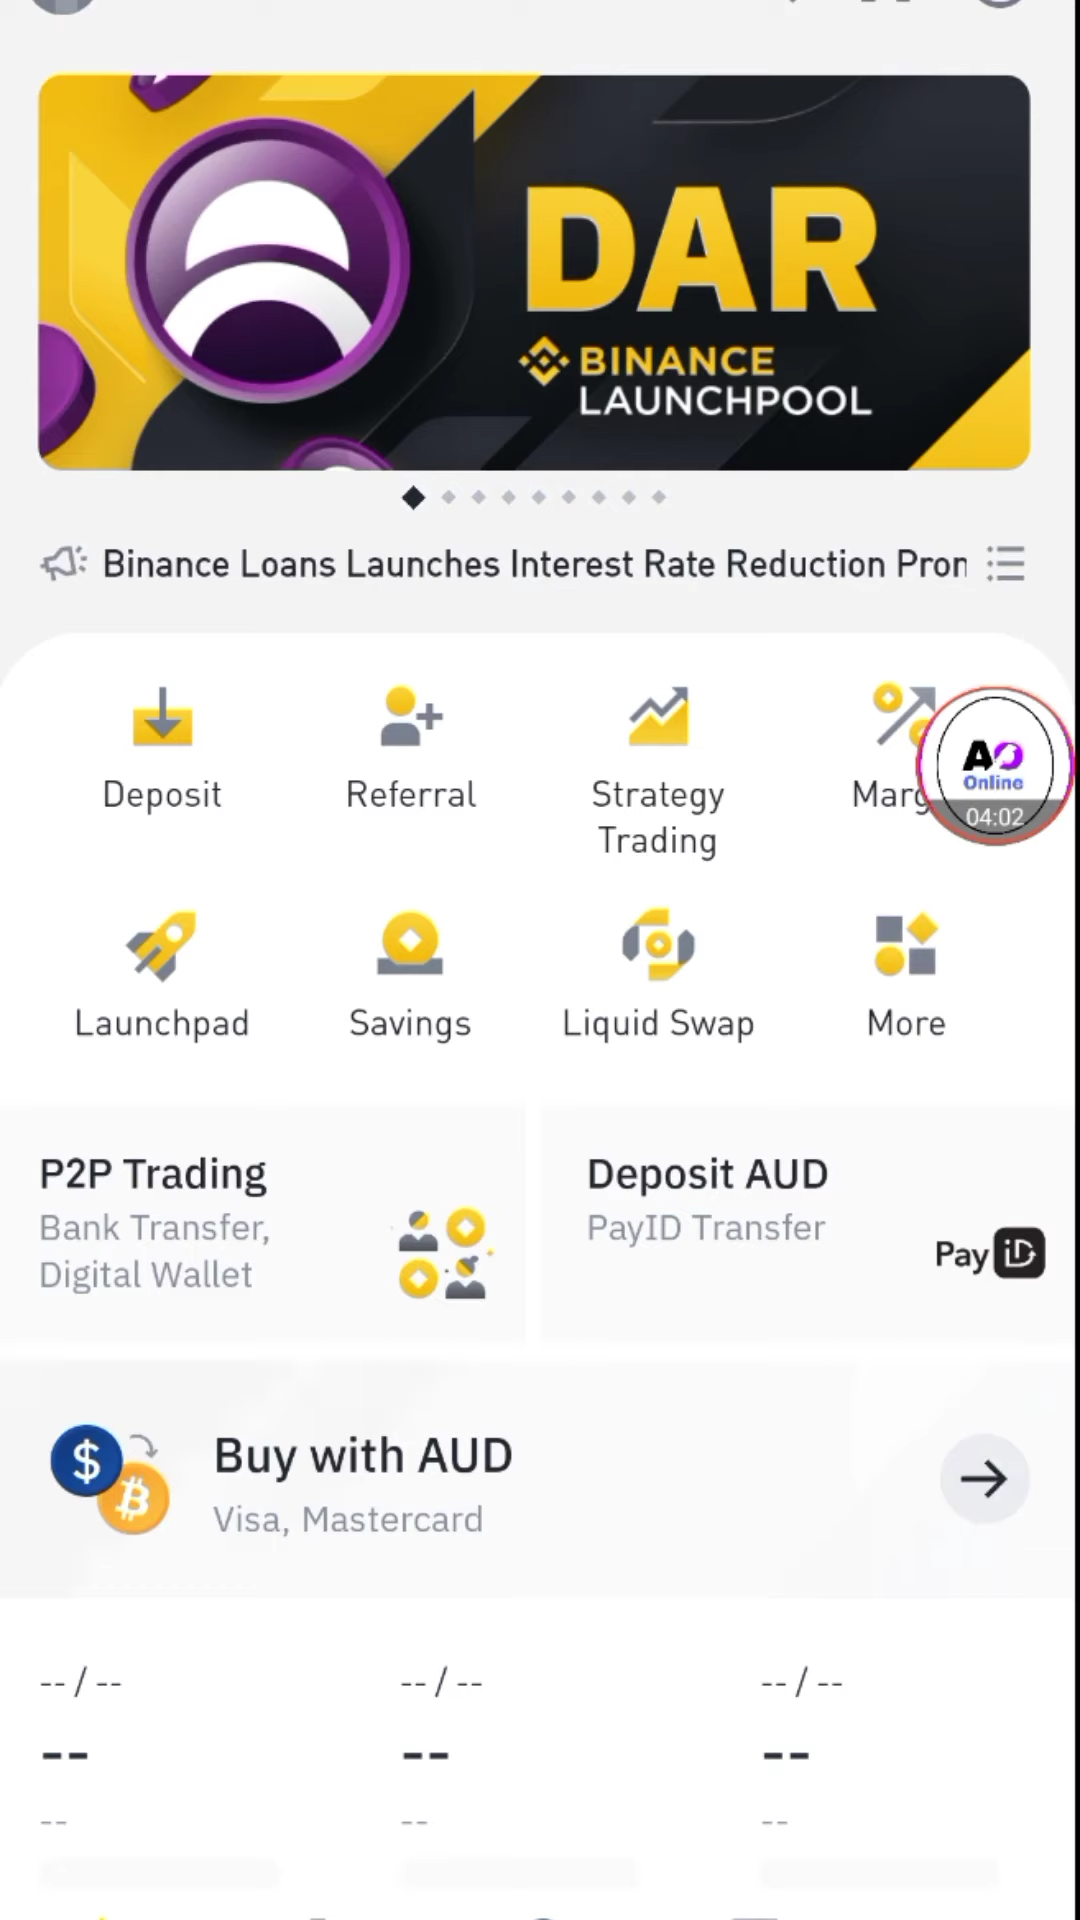 DAR
BINANCE
LAUNCHPOOL
Binance Loans Launches Interest Rate Reduction Pron
Deposit
Referral
Strategy
Trading
Marg
AO
Online
04:02
Launchpad
Savings
Liquid Swap
More
P2P Trading
Bank Transfer,
Digital Wallet
Deposit AUD
PayID Transfer
Pay iD
$
₿
Buy with AUD
Visa, Mastercard
-- / --
-- / --
-- / --
--
--
--
--
--
--